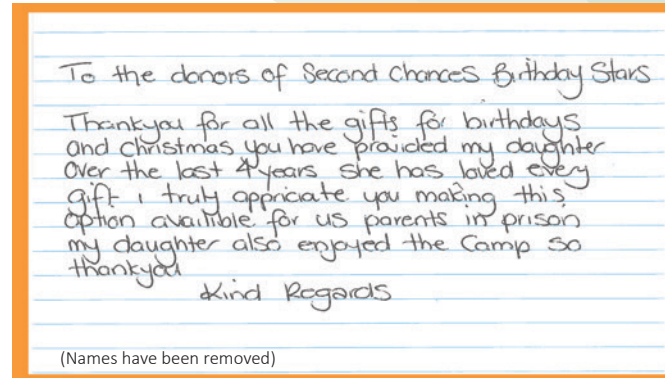 To the donors of Second Chances Birthday Stars
Thankyou for all the gifts for birthdays
and christmas you have provided my daughter
over the last 4 years she has loved every
gift i truly appriciate you making this
option availible for us parents in prison
my daughter also enjoyed the Camp so
thankyou
Kind Regards
(Names have been removed)